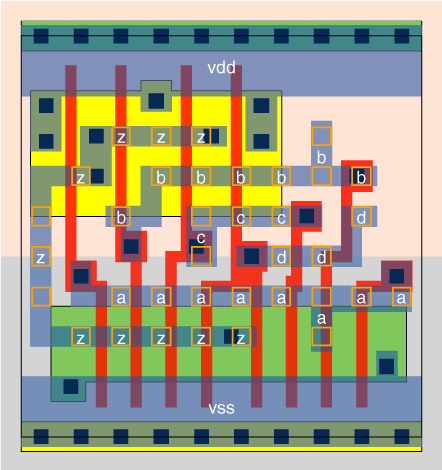 vdd
z z z
b
z b b b b b
b c c d
c
z d d
a a a a a a a
a
z z z z z
vss